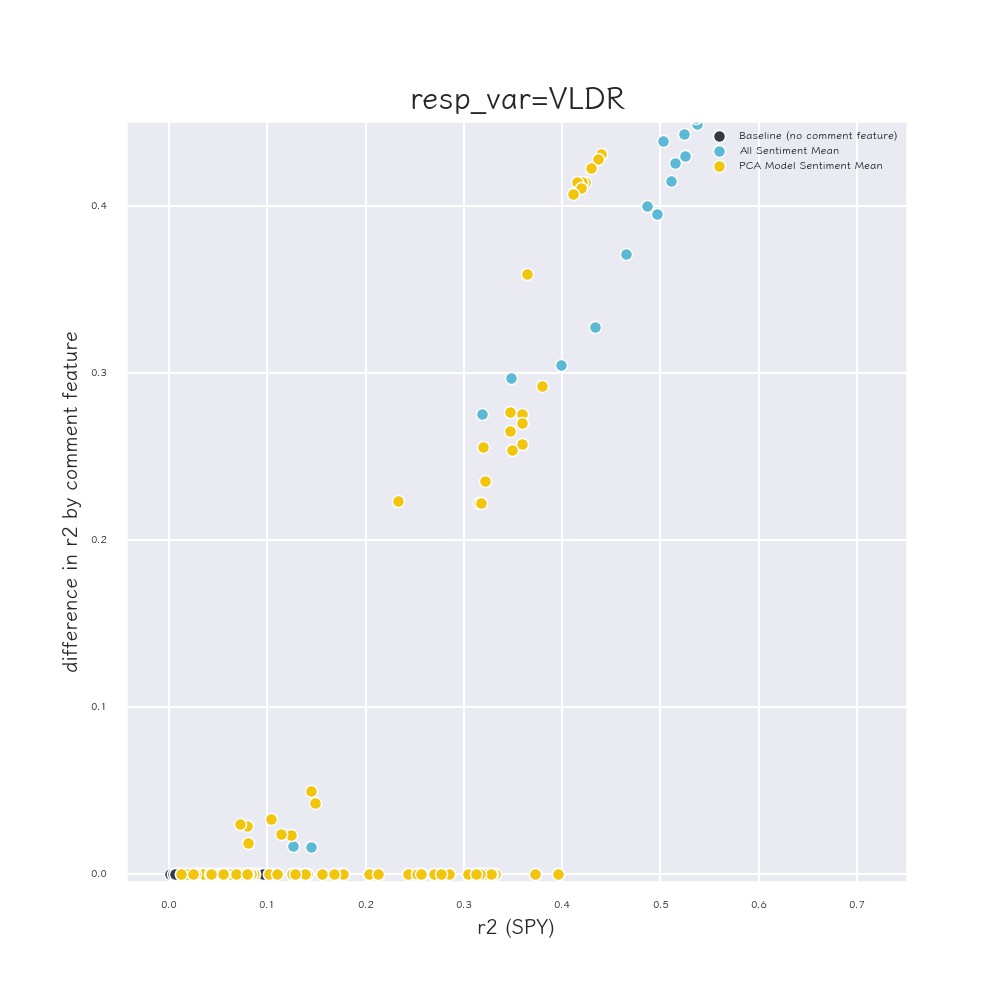 resp_var=VLDR
Baseline (no comment feature)
All Sentiment Mean
PCA Model Sentiment Mean
difference in r2 by comment feature
0.4
0.3
0.2
0.1
0.0
0.0 0.1 0.2 0.3 0.4 0.5 0.6 0.7
r2 (SPY)